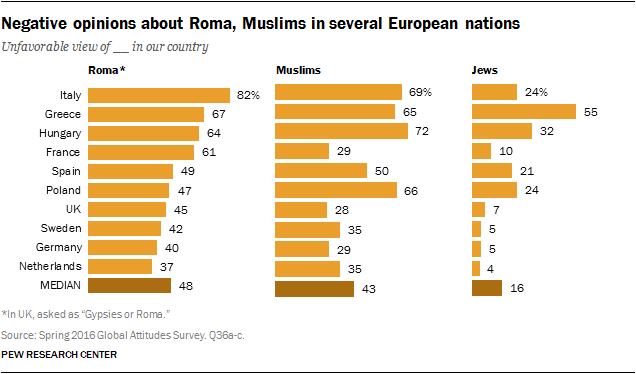 Negative opinions about Roma, Muslims in several European nations
Unfavorable view of __ in our country
Roma* Muslims Jews
Italy 82% 69% 24%
Greece 67 65 55
Hungary 64 72 32
France 61 29 10
Spain 49 50 21
Poland 47 66 24
UK 45 28 7
Sweden 42 35 5
Germany 40 29 5
Netherlands 37 35 4
MEDIAN 48 43 16
*In UK, asked as “Gypsies or Roma.”
Source: Spring 2016 Global Attitudes Survey. Q36a-c.
PEW RESEARCH CENTER